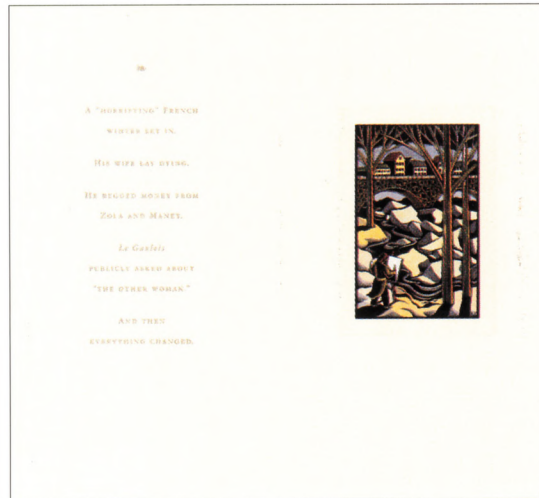 A "HORRIFYING" FRENCH
WINTER SET IN.
HIS WIFE LAY DYING.
HE BEGGED MONEY FROM
ZOLA AND MANET.
Le Gaulois
PUBLICLY ASKED ABOUT
"THE OTHER WOMAN."
AND THEN
EVERYTHING CHANGED.